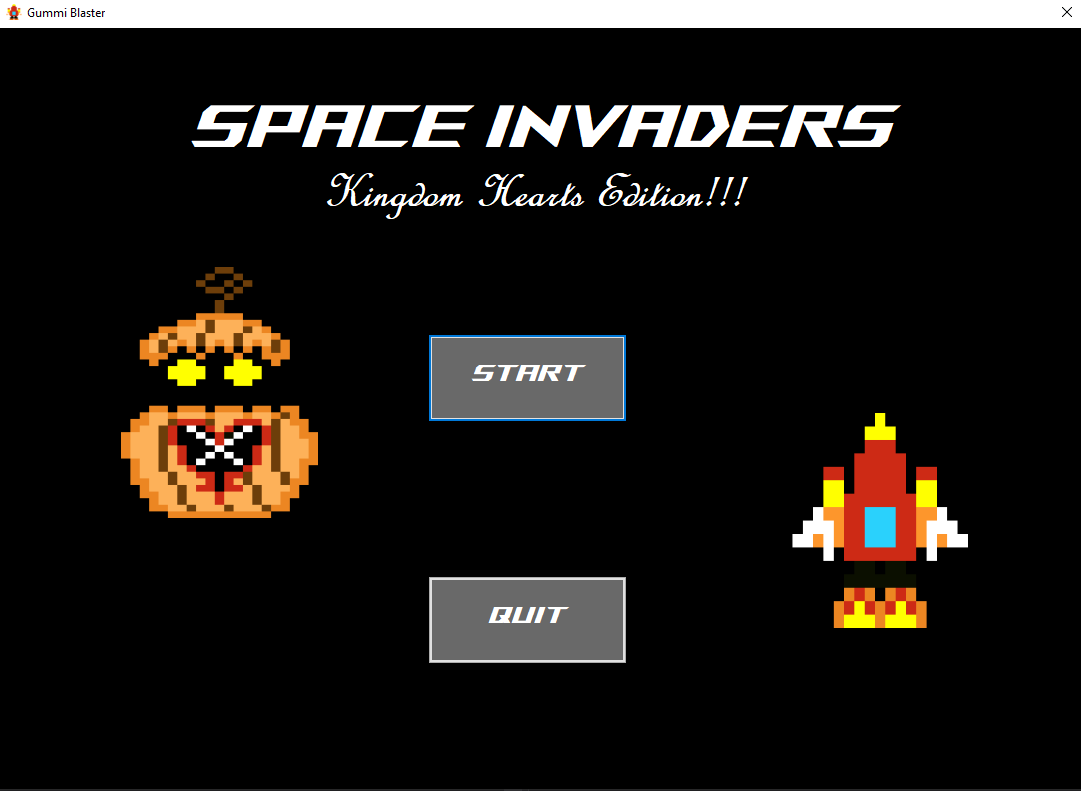 Gummi Blaster
SPACE INVADERS
Kingdom Hearts Edition!!!
START
QUIT